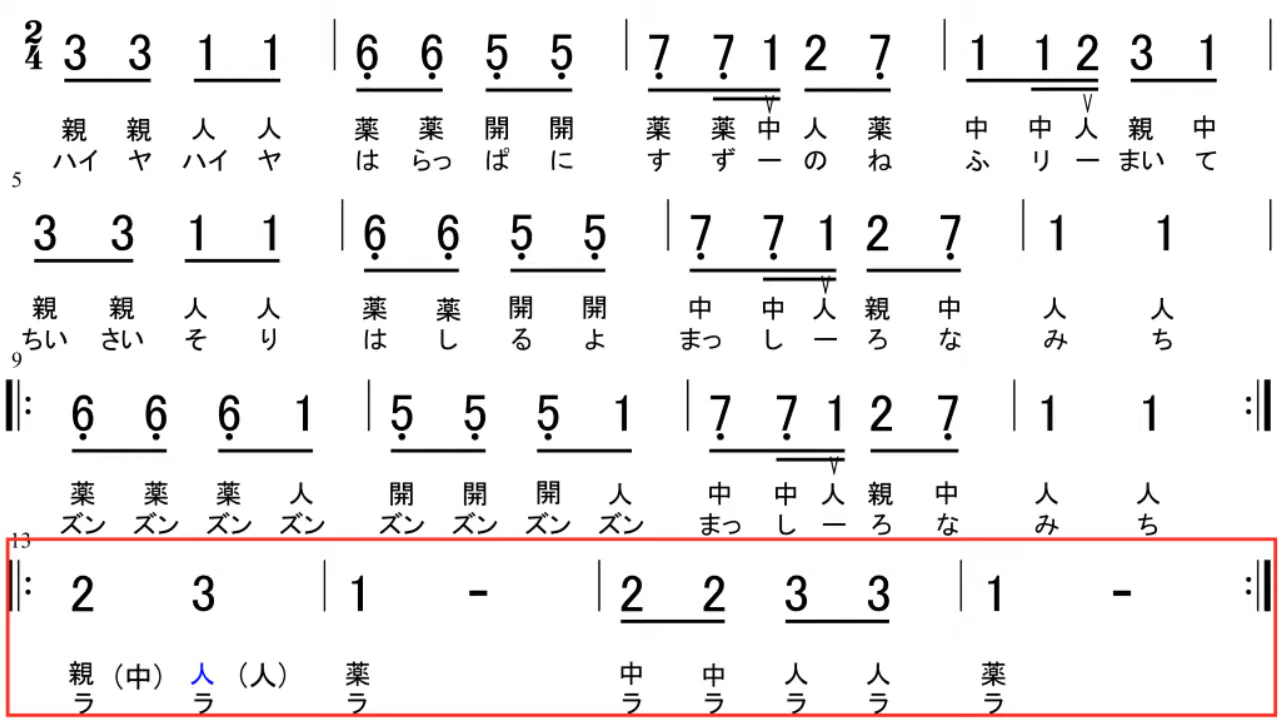 2/4 3 3 1 1 | 6 6 5 5 | 7 7 1 2 7 | 1 1 2 3 1 |
親 親 人 人 薬 薬 開 開 薬 薬 中 人 薬 中 中 人 親 中
ハイ ヤ ハイ ヤ は らっ ぱ に す ず ー の ね ふ リ ー まい て
5
3 3 1 1 | 6 6 5 5 | 7 7 1 2 7 | 1 1 |
親 親 人 人 薬 薬 開 開 中 中 人 親 中 人 人
ちい さい そ り は し る よ まっ し ー ろ な み ち
9
6 6 6 1 | 5 5 5 1 | 7 7 1 2 7 | 1 1
薬 薬 薬 人 開 開 開 人 中 中 人 親 中 人 人
ズン ズン ズン ズン ズン ズン ズン ズン まっ し ー ろ な み ち
13
2 3 | 1 - | 2 2 3 3 | 1 -
親 (中) 人 (人) 薬 中 中 人 人 薬
ラ ラ ラ ラ ラ ラ ラ ラ